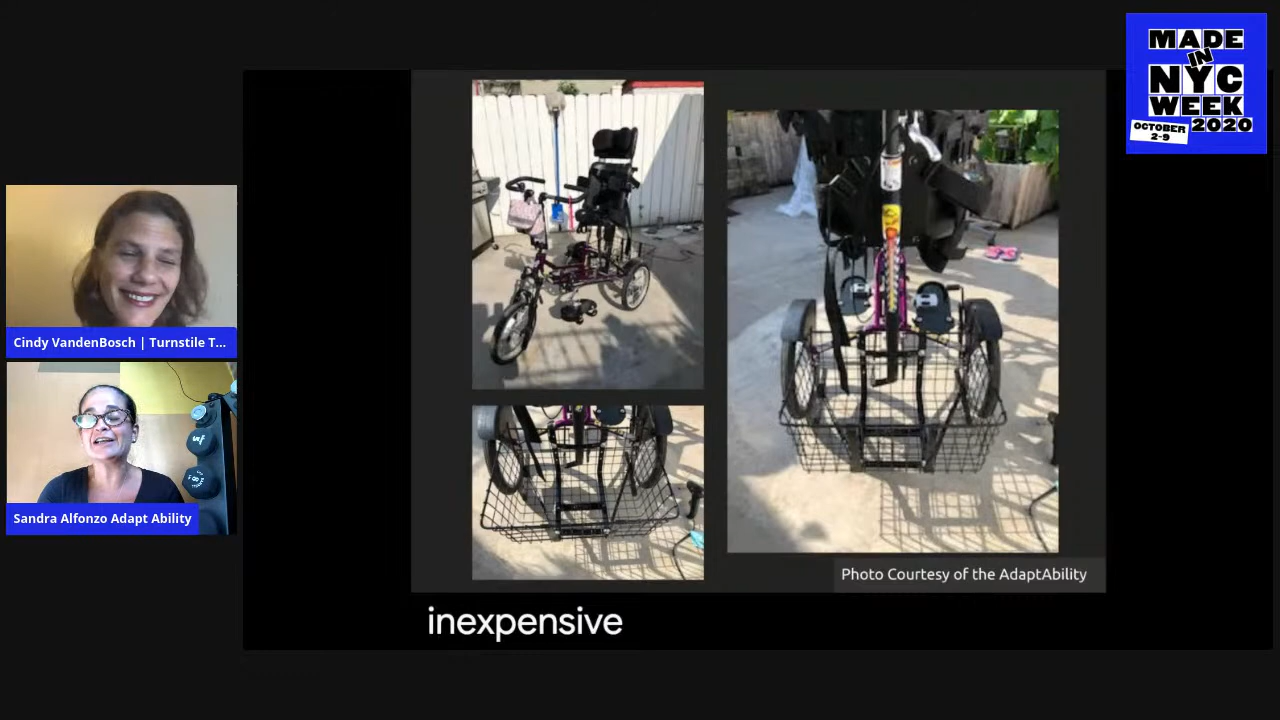 MADE
IN
NYC
WEEK
2020
OCTOBER
2-9
Cindy VandenBosch | Turnstile T...
Sandra Alfonzo Adapt Ability
Photo Courtesy of the AdaptAbility
inexpensive